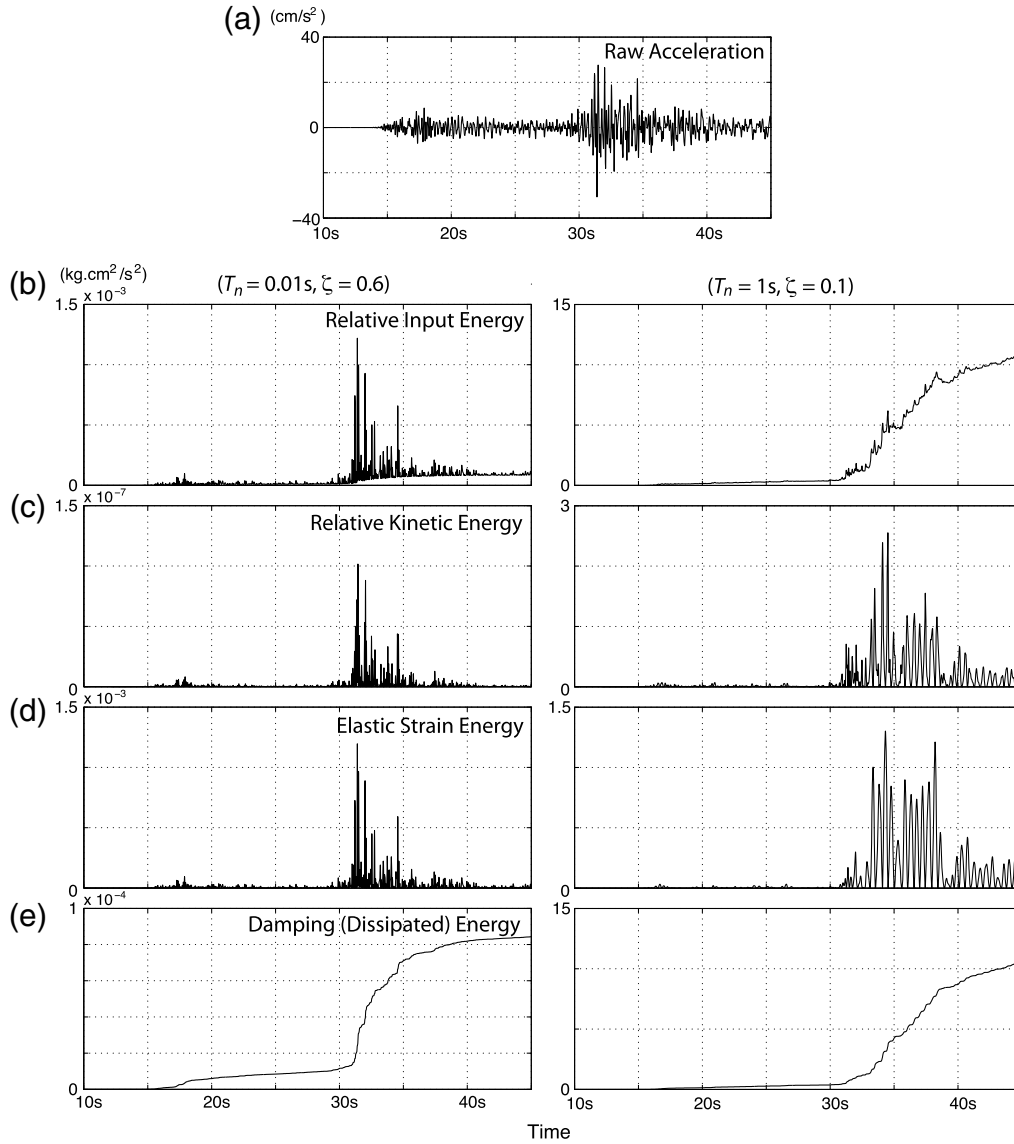 (a) (cm/s²)
40
Raw Acceleration
0
−40
10s 20s 30s 40s
(b) (kg.cm²/s²)
(Tₙ = 0.01s, ζ = 0.6) (Tₙ = 1s, ζ = 0.1)
1.5 x 10⁻³ 15
Relative Input Energy
10
5
0 0
(c) 1.5 x 10⁻⁷ 3
Relative Kinetic Energy
0 0
(d) 1.5 x 10⁻³ 1.5
Elastic Strain Energy
0 0
(e) 1 x 10⁻⁴ 15
Damping (Dissipated) Energy
0 0
10s 20s 30s 40s 10s 20s 30s 40s
Time